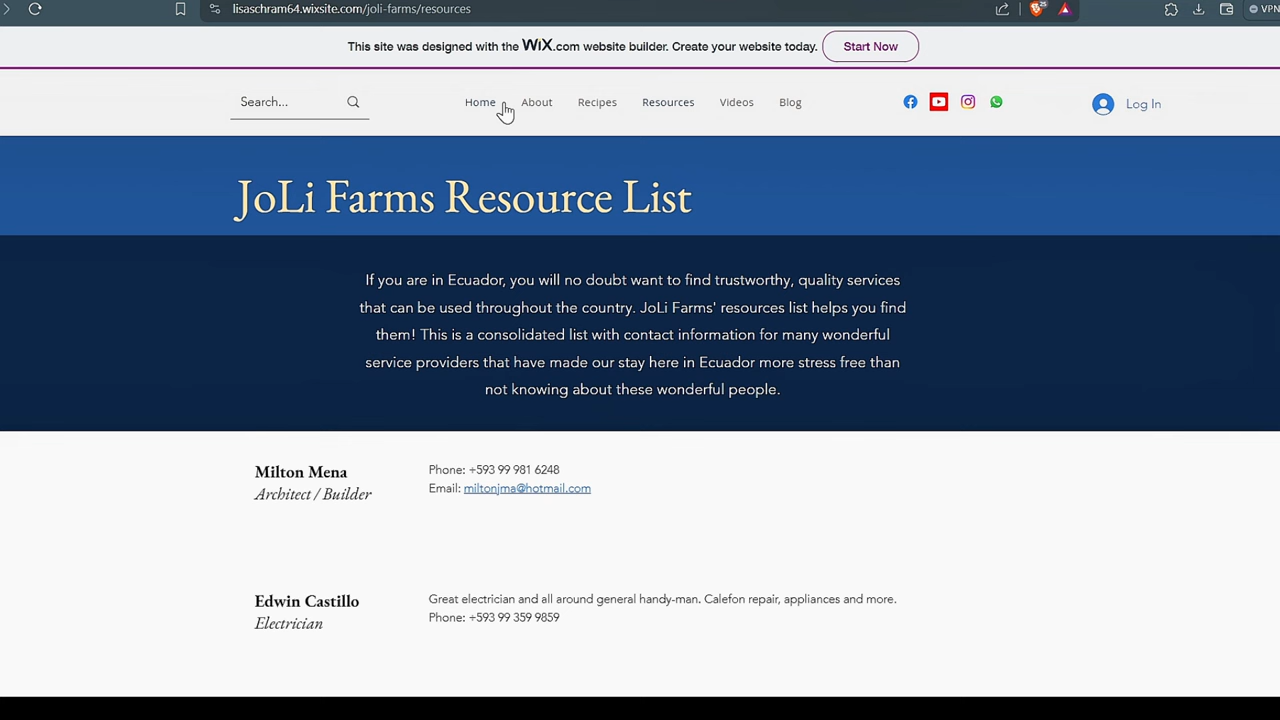 lisaschram64.wixsite.com/joli-farms/resources
25
VPN
This site was designed with the WiX.com website builder. Create your website today. Start Now
Search...
Home About Recipes Resources Videos Blog
Log In
JoLi Farms Resource List
If you are in Ecuador, you will no doubt want to find trustworthy, quality services
that can be used throughout the country. JoLi Farms' resources list helps you find
them! This is a consolidated list with contact information for many wonderful
service providers that have made our stay here in Ecuador more stress free than
not knowing about these wonderful people.
Milton Mena
Architect / Builder
Phone: +593 99 981 6248
Email: miltonjma@hotmail.com
Edwin Castillo
Electrician
Great electrician and all around general handy-man. Calefon repair, appliances and more.
Phone: +593 99 359 9859